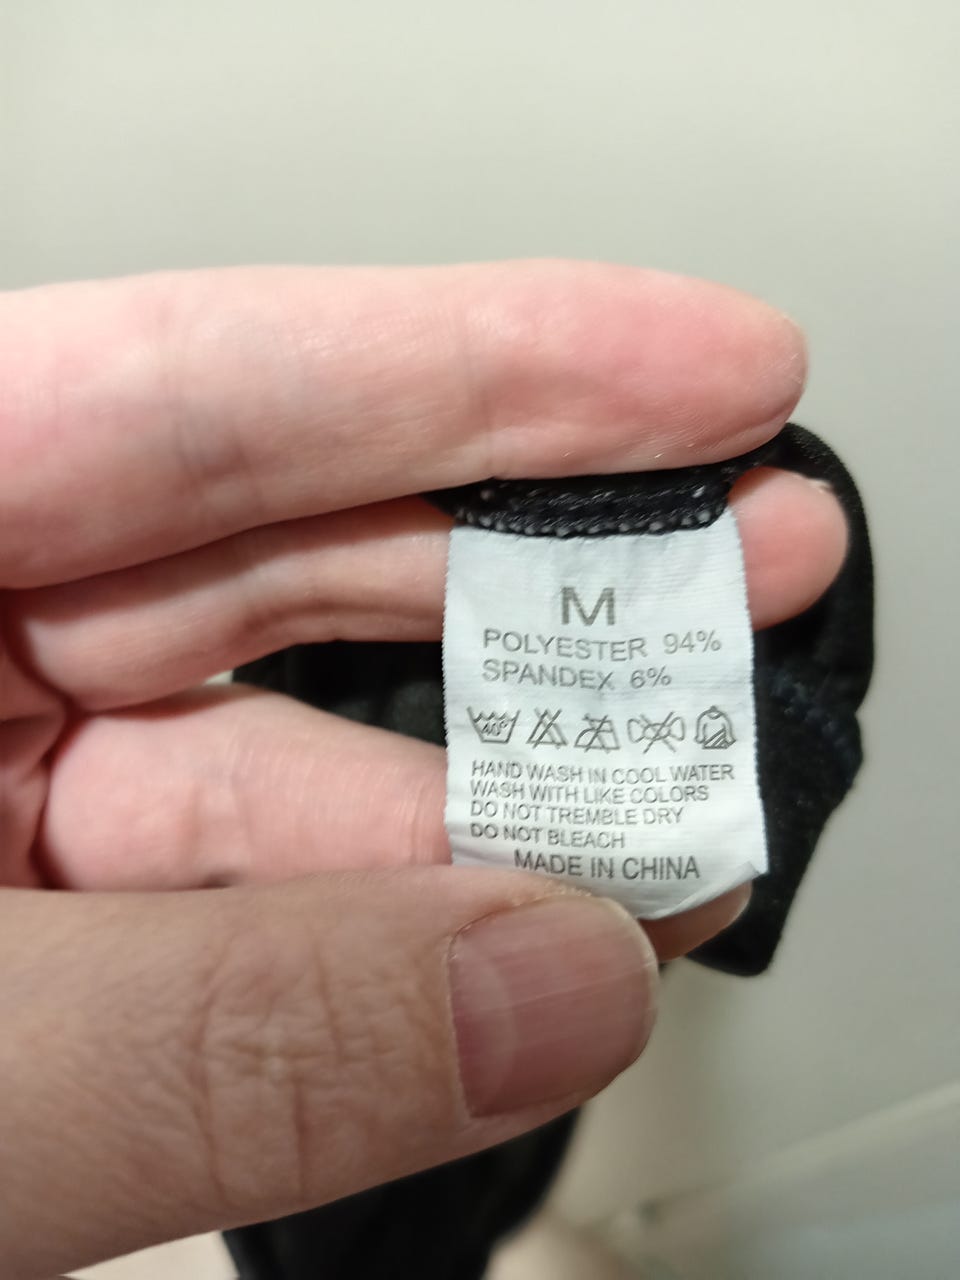 M
POLYESTER 94%
SPANDEX 6%
40°
HAND WASH IN COOL WATER
WASH WITH LIKE COLORS
DO NOT TREMBLE DRY
DO NOT BLEACH
MADE IN CHINA